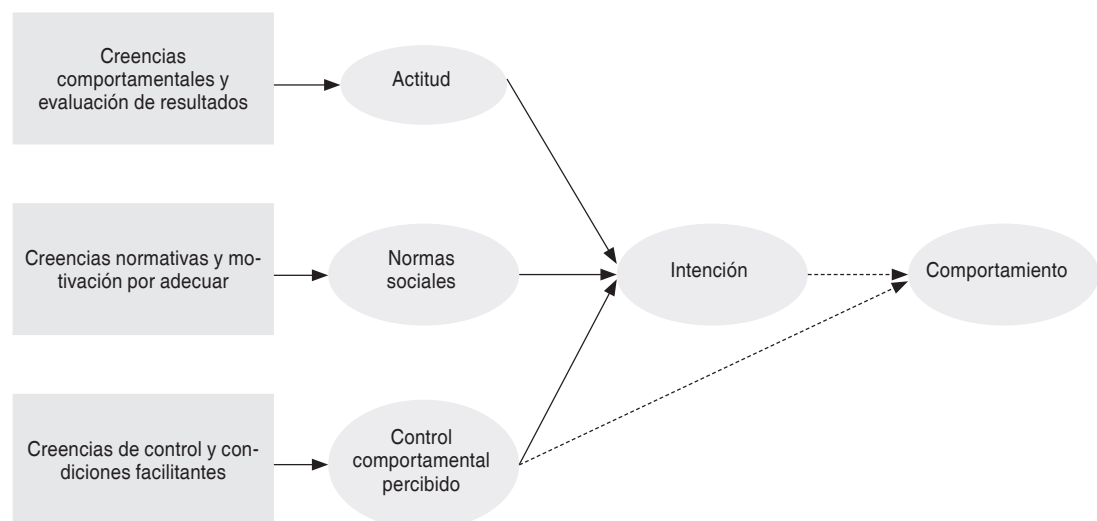 Creencias
comportamentales y
evaluación de resultados
Actitud
Creencias normativas y mo-
tivación por adecuar
Normas
sociales
Intención
Comportamiento
Creencias de control y con-
diciones facilitantes
Control
comportamental
percibido